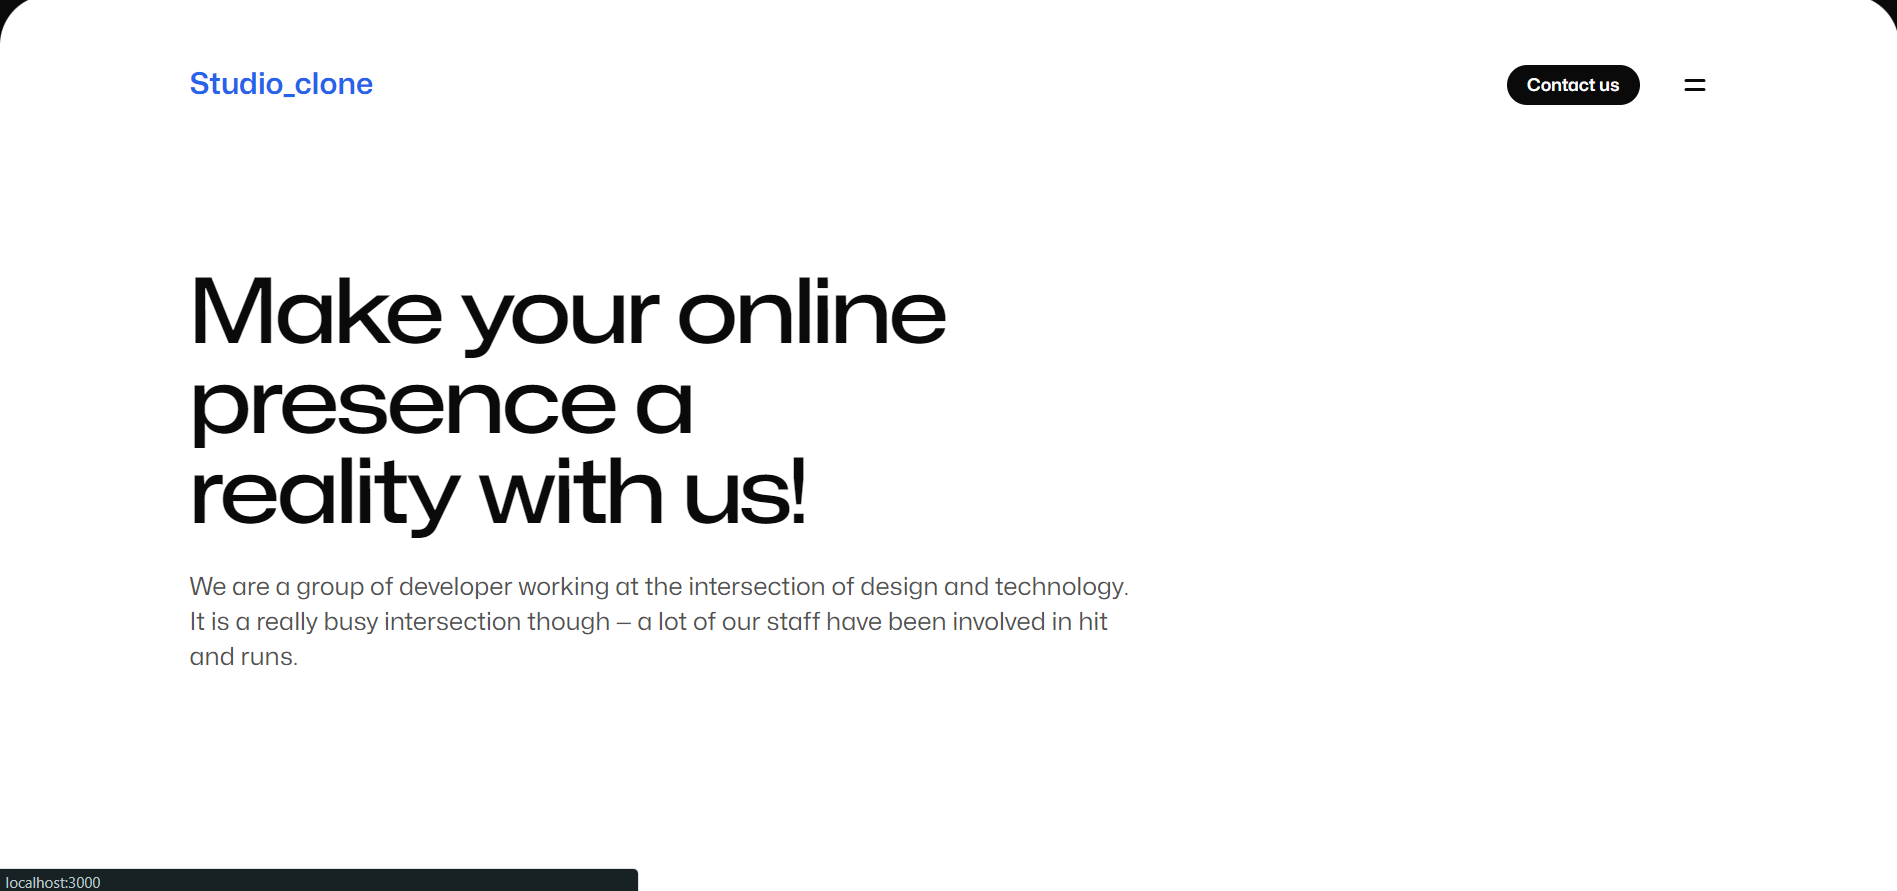 Studio_clone
Contact us
Make your online
presence a
reality with us!
We are a group of developer working at the intersection of design and technology.
It is a really busy intersection though — a lot of our staff have been involved in hit
and runs.
localhost:3000